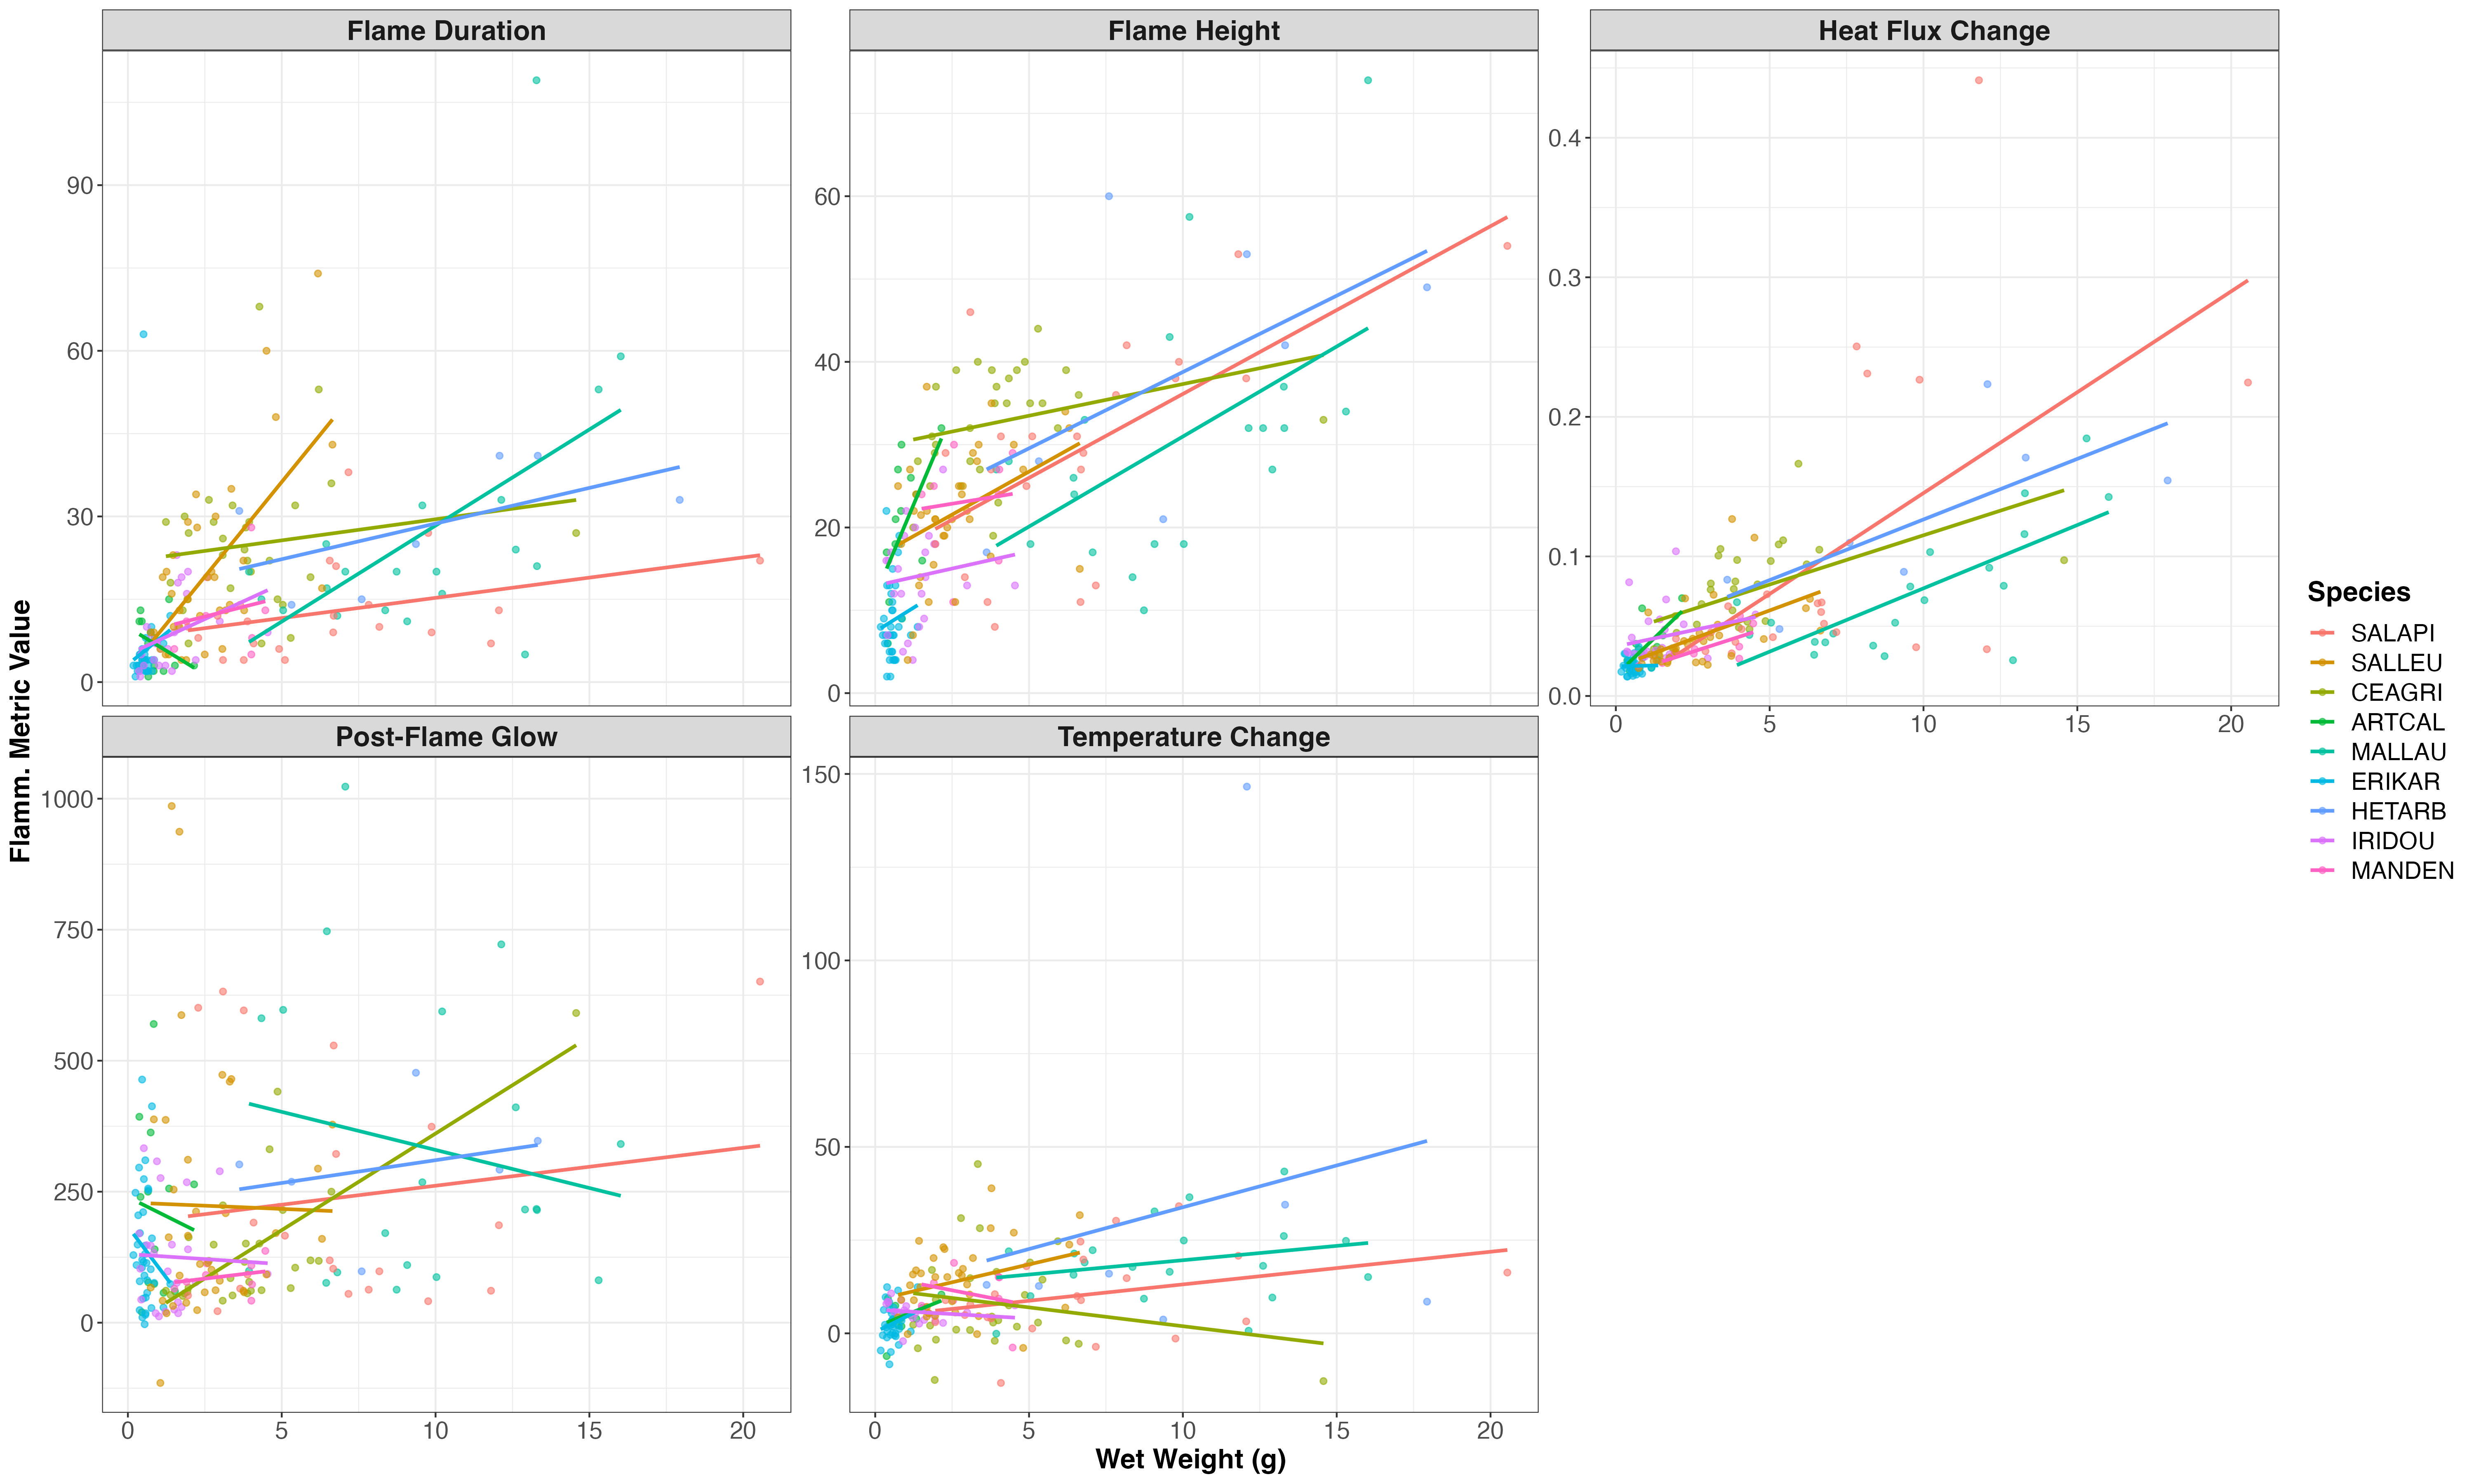 Flame Duration
Flame Height
Heat Flux Change
0
30
60
90
0
20
40
60
0.0
0.1
0.2
0.3
0.4
0
5
10
15
20
Post-Flame Glow
Temperature Change
0
250
500
750
1000
0
50
100
150
0
5
10
15
20
0
5
10
15
20
Wet Weight (g)
Flamm. Metric Value
Species
SALAPI
SALLEU
CEAGRI
ARTCAL
MALLAU
ERIKAR
HETARB
IRIDOU
MANDEN